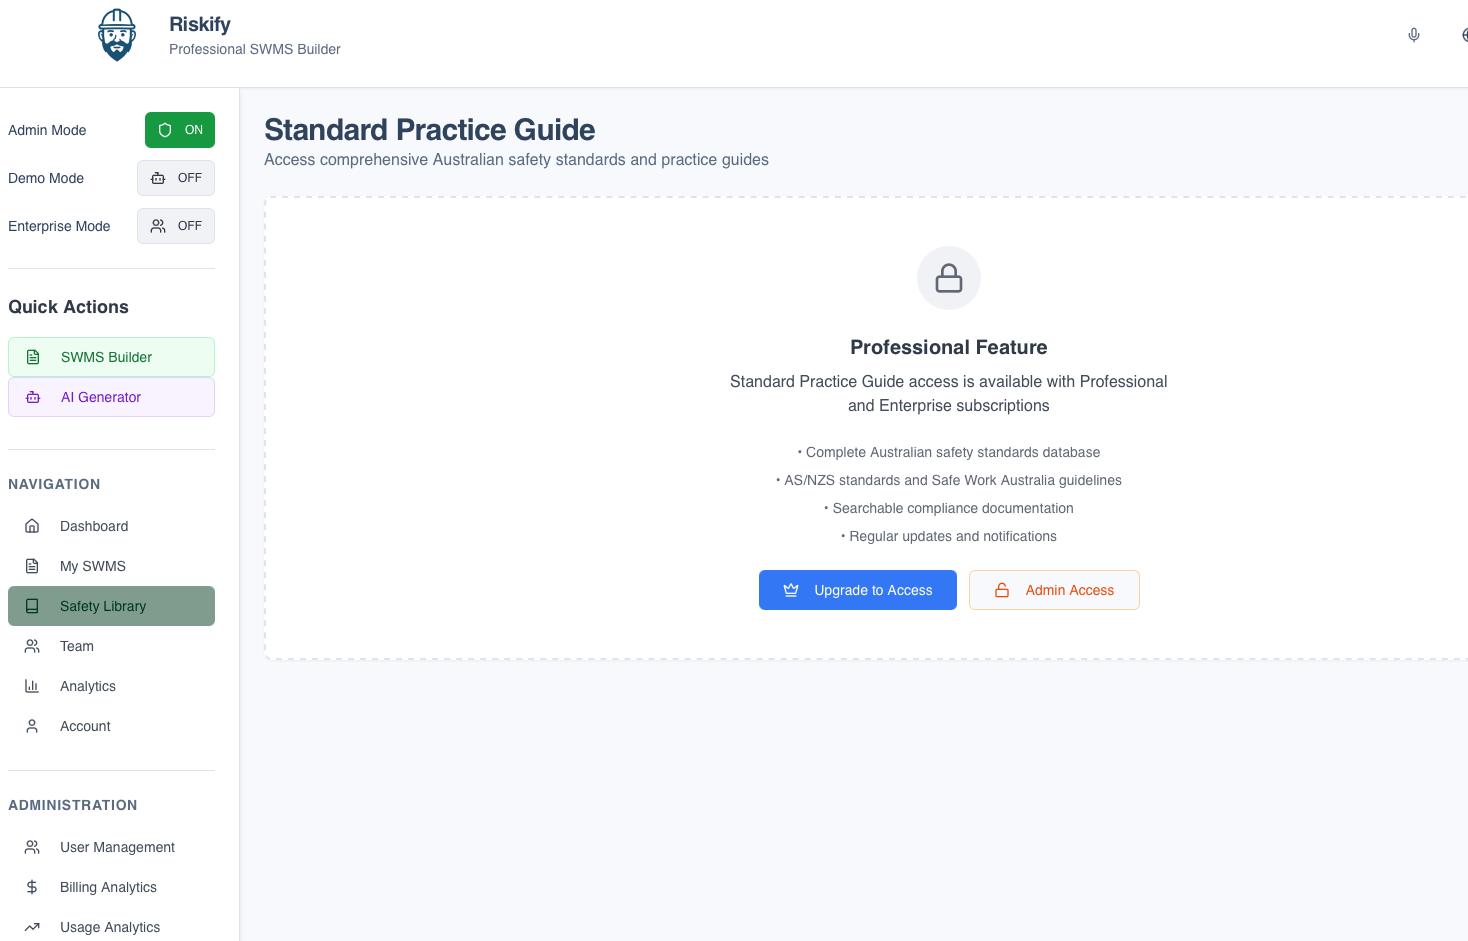 Riskify
Professional SWMS Builder
Admin Mode
ON
Demo Mode
OFF
Enterprise Mode
OFF
Quick Actions
SWMS Builder
AI Generator
NAVIGATION
Dashboard
My SWMS
Safety Library
Team
Analytics
Account
ADMINISTRATION
User Management
Billing Analytics
Usage Analytics
Standard Practice Guide
Access comprehensive Australian safety standards and practice guides
Professional Feature
Standard Practice Guide access is available with Professional
and Enterprise subscriptions
• Complete Australian safety standards database
• AS/NZS standards and Safe Work Australia guidelines
• Searchable compliance documentation
• Regular updates and notifications
Upgrade to Access
Admin Access